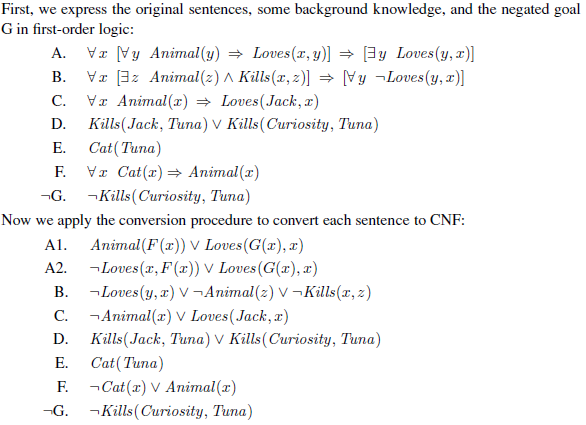 First, we express the original sentences, some background knowledge, and the negated goal
G in first-order logic:
A. ∀x [∀y Animal(y) ⇒ Loves(x, y)] ⇒ [∃y Loves(y, x)]
B. ∀x [∃z Animal(z) ∧ Kills(x, z)] ⇒ [∀y ¬Loves(y, x)]
C. ∀x Animal(x) ⇒ Loves(Jack, x)
D. Kills(Jack, Tuna) ∨ Kills(Curiosity, Tuna)
E. Cat(Tuna)
F. ∀x Cat(x) ⇒ Animal(x)
¬G. ¬Kills(Curiosity, Tuna)
Now we apply the conversion procedure to convert each sentence to CNF:
A1. Animal(F(x)) ∨ Loves(G(x), x)
A2. ¬Loves(x, F(x)) ∨ Loves(G(x), x)
B. ¬Loves(y, x) ∨ ¬Animal(z) ∨ ¬Kills(x, z)
C. ¬Animal(x) ∨ Loves(Jack, x)
D. Kills(Jack, Tuna) ∨ Kills(Curiosity, Tuna)
E. Cat(Tuna)
F. ¬Cat(x) ∨ Animal(x)
¬G. ¬Kills(Curiosity, Tuna)